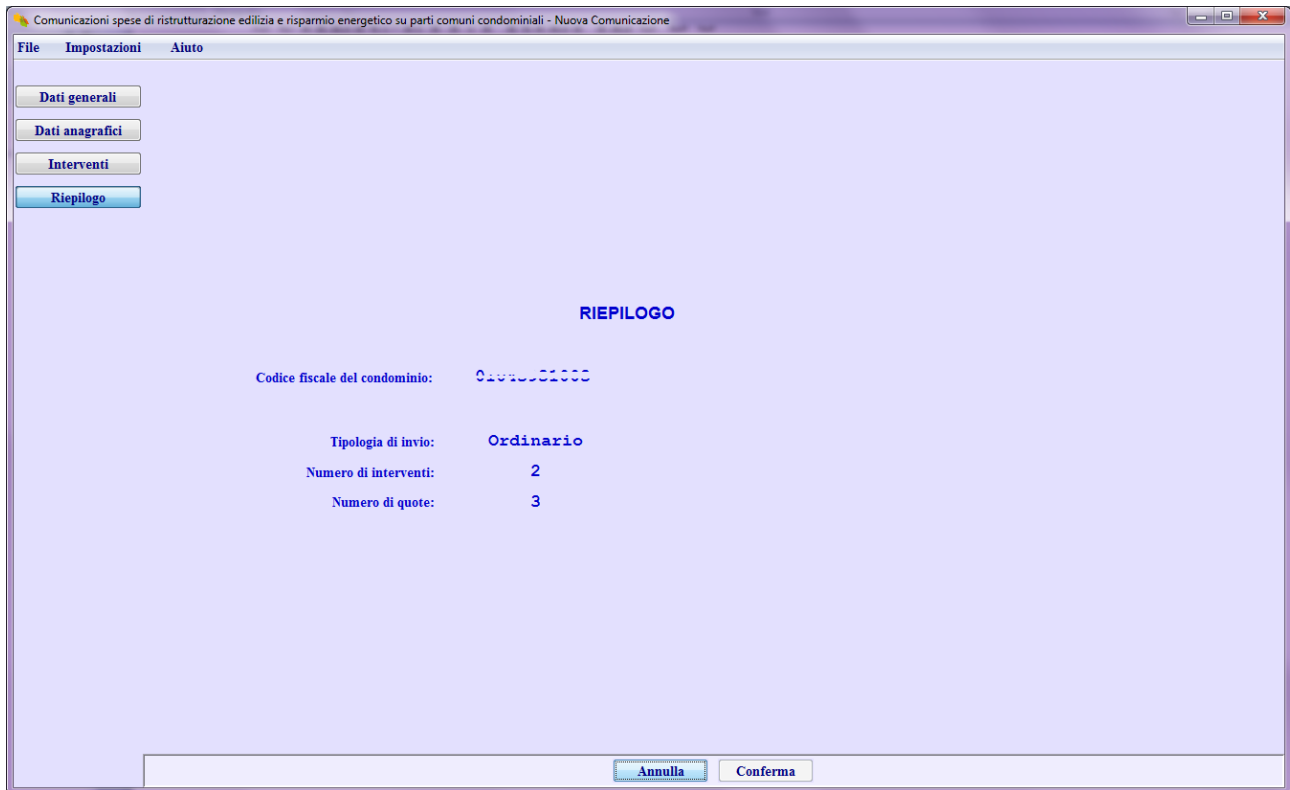 Comunicazioni spese di ristrutturazione edilizia e risparmio energetico su parti comuni condominiali - Nuova Comunicazione
File Impostazioni Aiuto
Dati generali
Dati anagrafici
Interventi
Riepilogo
RIEPILOGO
Codice fiscale del condominio:
Tipologia di invio: Ordinario
Numero di interventi: 2
Numero di quote: 3
Annulla Conferma